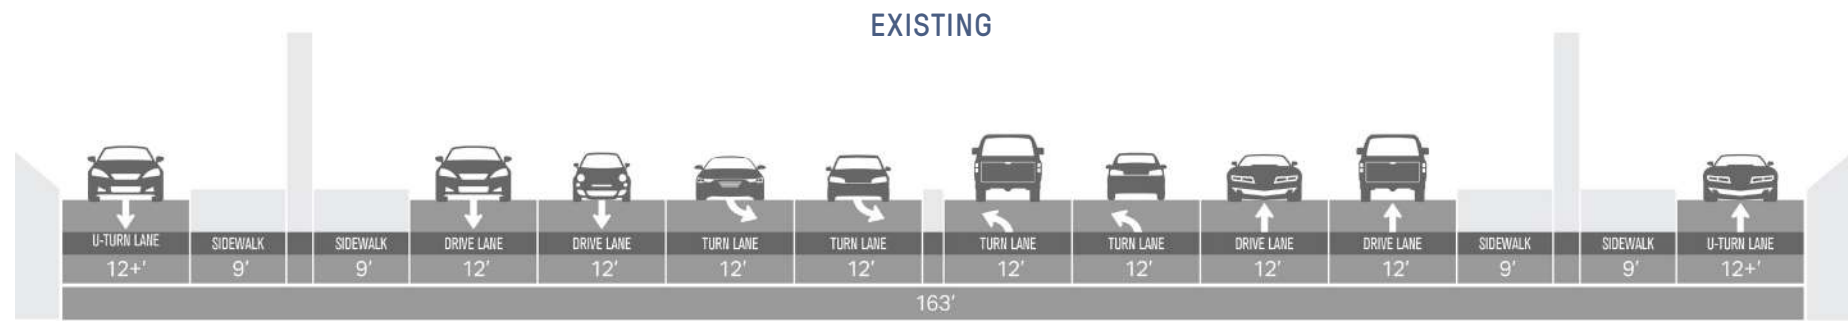 EXISTING
U-TURN LANE SIDEWALK SIDEWALK DRIVE LANE DRIVE LANE TURN LANE TURN LANE TURN LANE TURN LANE DRIVE LANE DRIVE LANE SIDEWALK SIDEWALK U-TURN LANE
12+' 9' 9' 12' 12' 12' 12' 12' 12' 12' 12' 9' 9' 12+'
163'